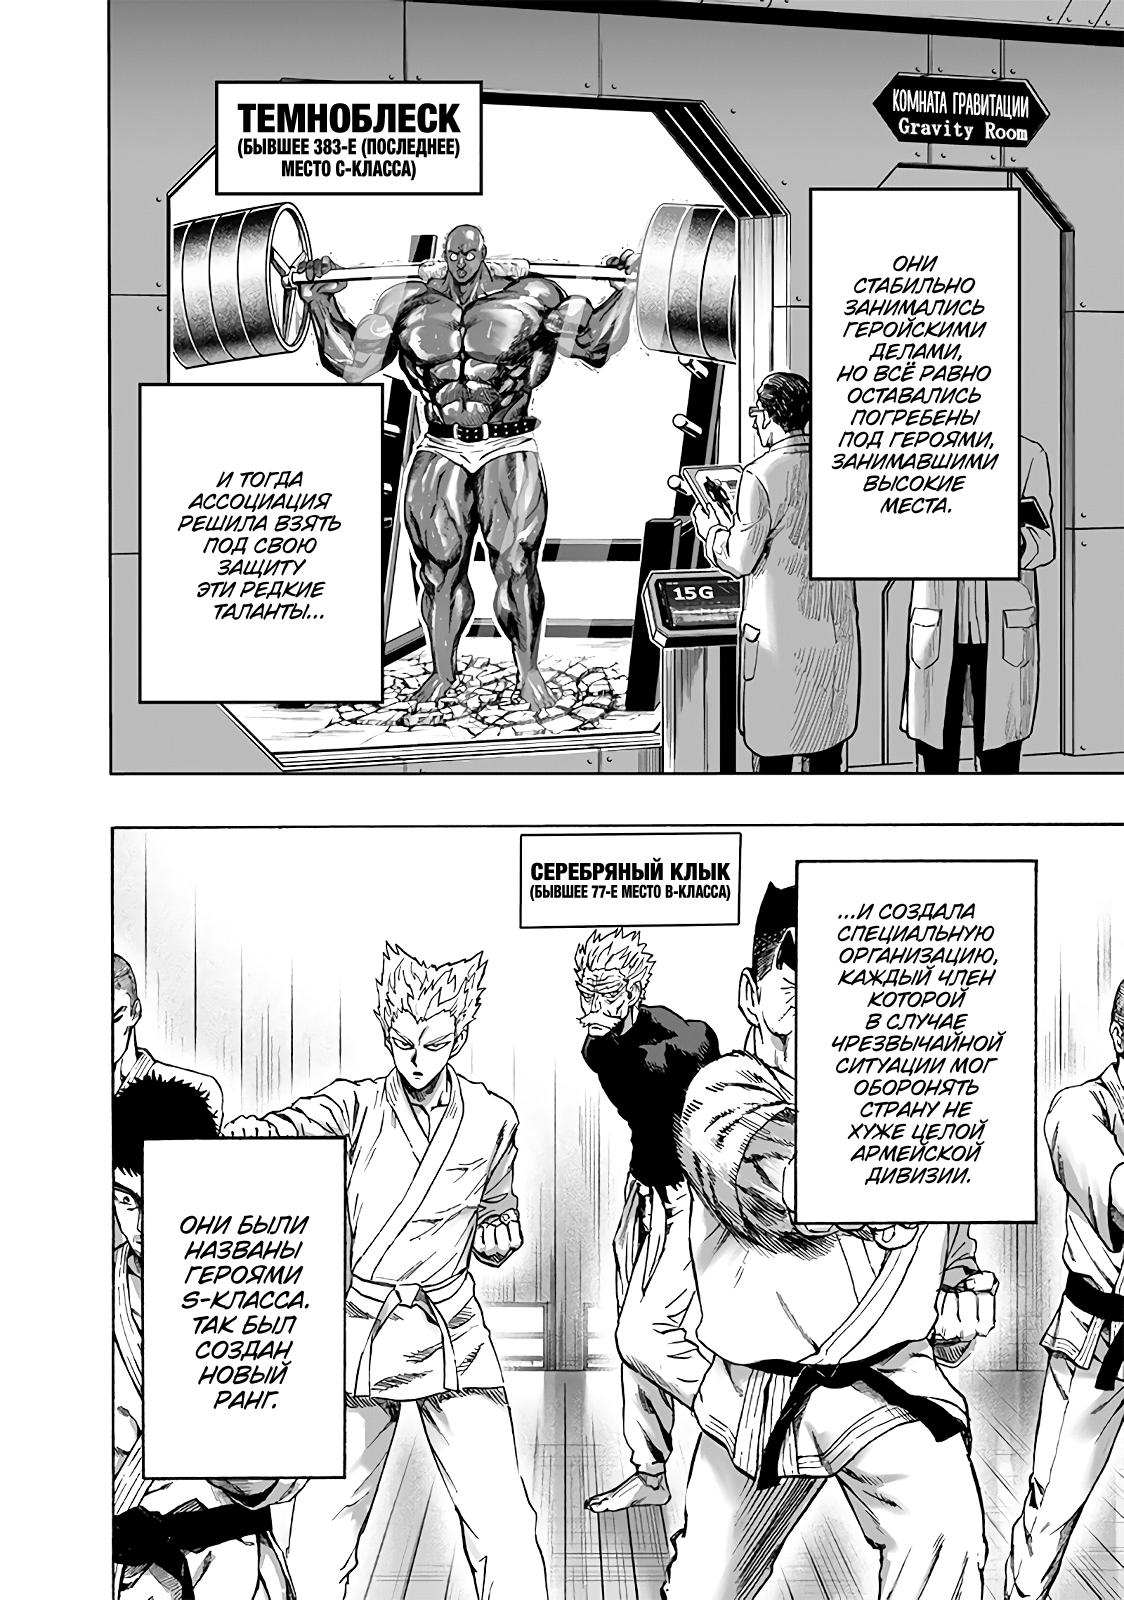 КОМНАТА ГРАВИТАЦИИ
Gravity Room
ТЕМНОБЛЕСК
(БЫВШЕЕ 383-Е (ПОСЛЕДНЕЕ)
МЕСТО С-КЛАССА)
ОНИ
СТАБИЛЬНО
ЗАНИМАЛИСЬ
ГЕРОЙСКИМИ
ДЕЛАМИ,
НО ВСЁ РАВНО
ОСТАВАЛИСЬ
ПОГРЕБЕНЫ
ПОД ГЕРОЯМИ,
ЗАНИМАВШИМИ
ВЫСОКИЕ
МЕСТА.
И ТОГДА
АССОЦИАЦИЯ
РЕШИЛА ВЗЯТЬ
ПОД СВОЮ
ЗАЩИТУ
ЭТИ РЕДКИЕ
ТАЛАНТЫ...
15G
СЕРЕБРЯНЫЙ КЛЫК
(БЫВШЕЕ 77-Е МЕСТО В-КЛАССА)
...И СОЗДАЛА
СПЕЦИАЛЬНУЮ
ОРГАНИЗАЦИЮ,
КАЖДЫЙ ЧЛЕН
КОТОРОЙ
В СЛУЧАЕ
ЧРЕЗВЫЧАЙНОЙ
СИТУАЦИИ МОГ
ОБОРОНЯТЬ
СТРАНУ НЕ
ХУЖЕ ЦЕЛОЙ
АРМЕЙСКОЙ
ДИВИЗИИ.
ОНИ БЫЛИ
НАЗВАНЫ
ГЕРОЯМИ
S-КЛАССА.
ТАК БЫЛ
СОЗДАН
НОВЫЙ
РАНГ.